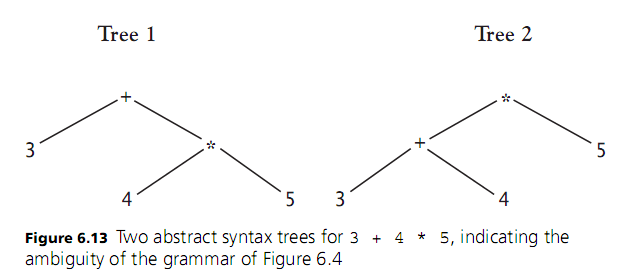 Tree 1 Tree 2
+ *
3 * + 5
4 5 3 4
Figure 6.13 Two abstract syntax trees for 3 + 4 * 5, indicating the
ambiguity of the grammar of Figure 6.4